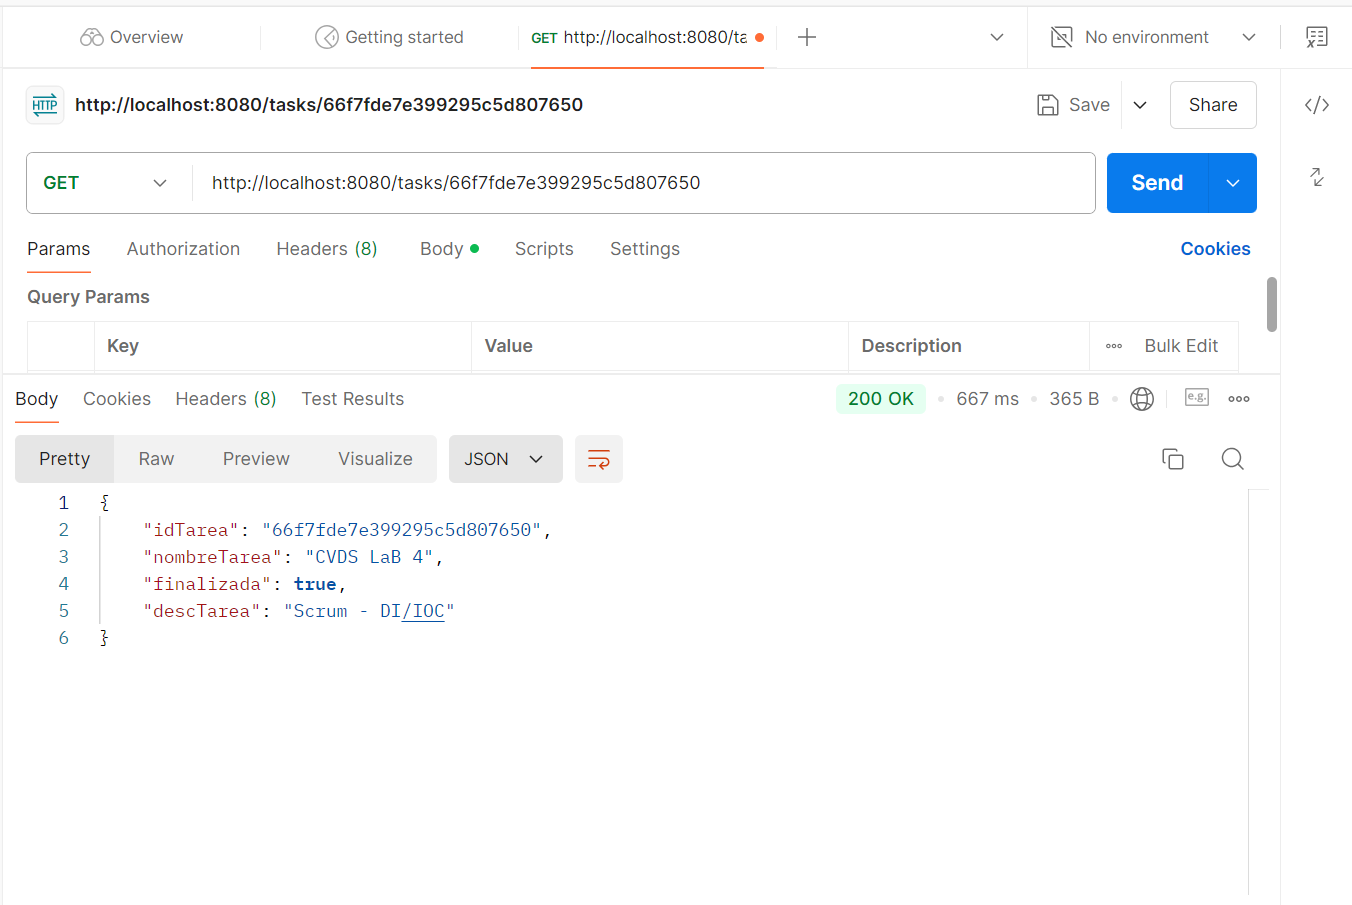 Overview Getting started GET http://localhost:8080/ta No environment
HTTP http://localhost:8080/tasks/66f7fde7e399295c5d807650 Save Share
GET http://localhost:8080/tasks/66f7fde7e399295c5d807650 Send
Params Authorization Headers (8) Body Scripts Settings Cookies
Query Params
Key Value Description Bulk Edit
Body Cookies Headers (8) Test Results 200 OK 667 ms 365 B e.g.
Pretty Raw Preview Visualize JSON
1 {
2 "idTarea": "66f7fde7e399295c5d807650",
3 "nombreTarea": "CVDS LaB 4",
4 "finalizada": true,
5 "descTarea": "Scrum - DI/IOC"
6 }